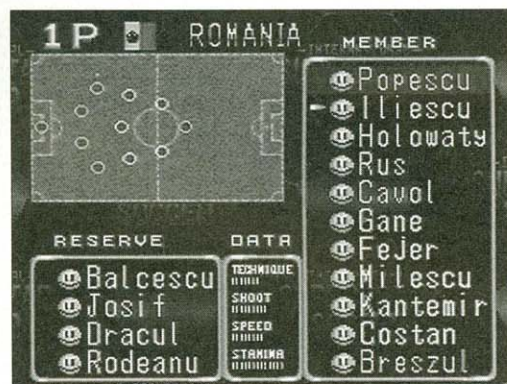 1P ROMANIA
MEMBER
Popescu
Iliescu
Holowaty
Rus
Cavol
Gane
Fejer
Milescu
Kantemir
Costan
Breszul
RESERVE
Balcescu
Josif
Dracul
Rodeanu
DATA
TECHNIQUE
SHOOT
SPEED
STAMINA